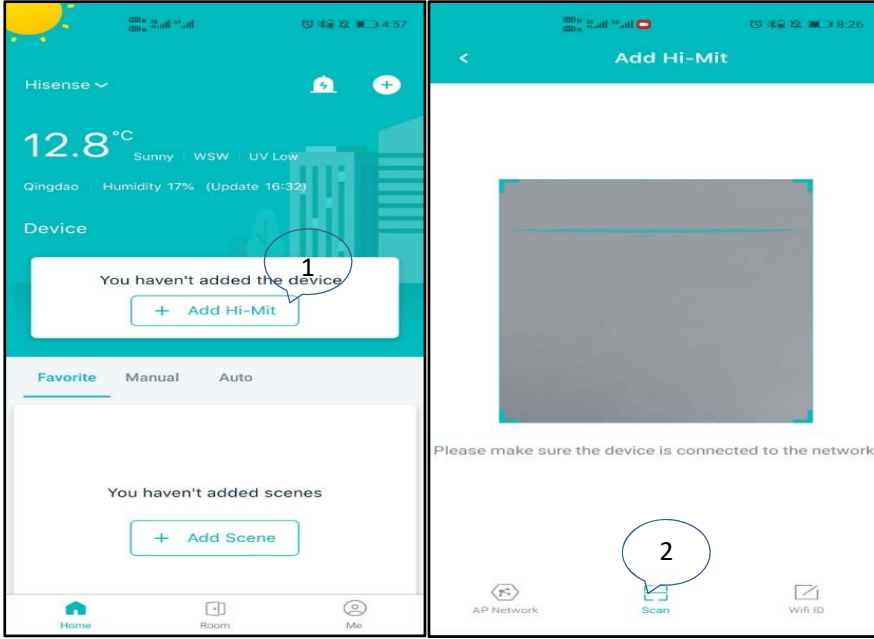 4:57
Hisense
12.8°C
Sunny WSW UV Low
Qingdao Humidity 17% (Update 16:32)
Device
1
You haven't added the device
+ Add Hi-Mit
Favorite Manual Auto
You haven't added scenes
+ Add Scene
Home Room Me
8:26
< Add Hi-Mit
Please make sure the device is connected to the network
2
AP Network Scan Wifi ID